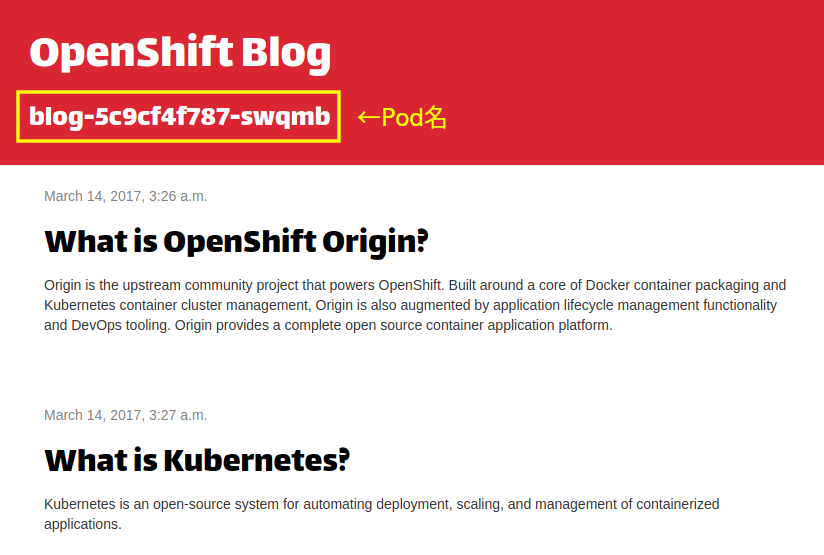 OpenShift Blog
blog-5c9cf4f787-swqmb ←Pod名
March 14, 2017, 3:26 a.m.
What is OpenShift Origin?
Origin is the upstream community project that powers OpenShift. Built around a core of Docker container packaging and
Kubernetes container cluster management, Origin is also augmented by application lifecycle management functionality
and DevOps tooling. Origin provides a complete open source container application platform.
March 14, 2017, 3:27 a.m.
What is Kubernetes?
Kubernetes is an open-source system for automating deployment, scaling, and management of containerized
applications.